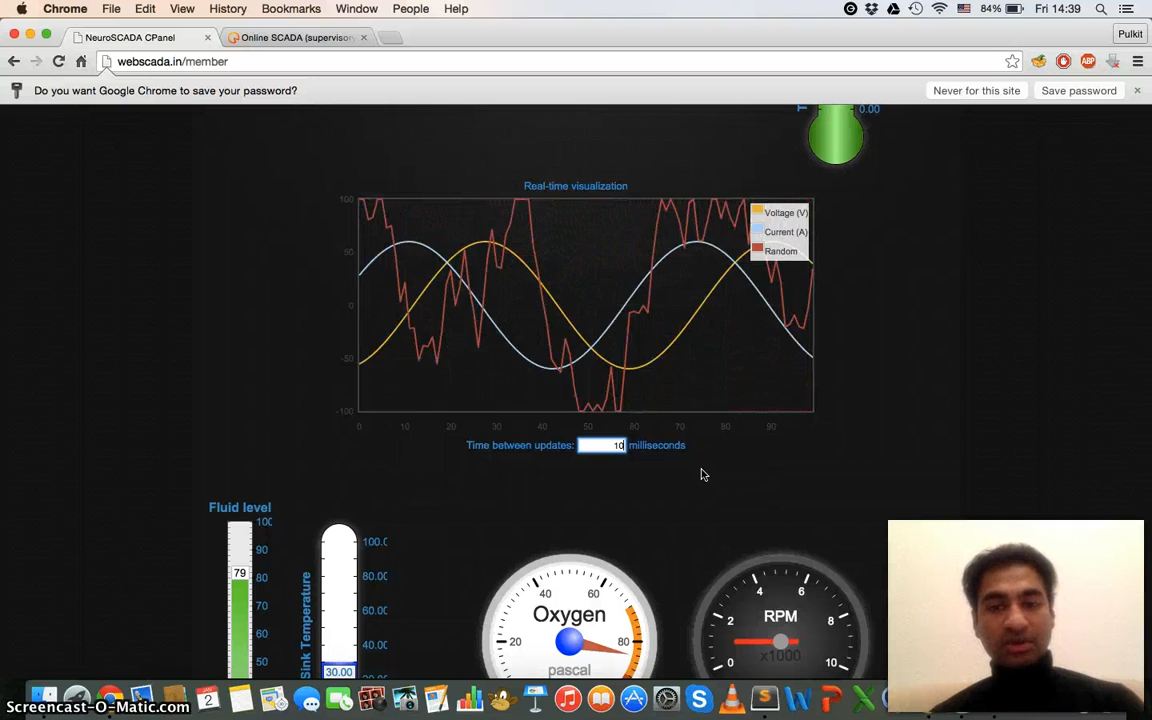 Chrome File Edit View History Bookmarks Window People Help 84% Fri 14:39
NeuroSCADA CPanel Online SCADA (supervisor Pulkit
webscada.in/member
Do you want Google Chrome to save your password? Never for this site Save password
0.00
Real-time visualization
100
50
0
-50
-100
Voltage (V)
Current (A)
Random
0 10 20 30 40 50 60 70 80 90
Time between updates: 10 milliseconds
Fluid level
100
90
80
70
60
50
79
Sink Temperature
100.0
80.00
60.00
40.00
30.00
20 40 60 80
Oxygen
pascal
0 2 4 6 8 10
RPM
x1000
JAN
2
Screencast-O-Matic.com